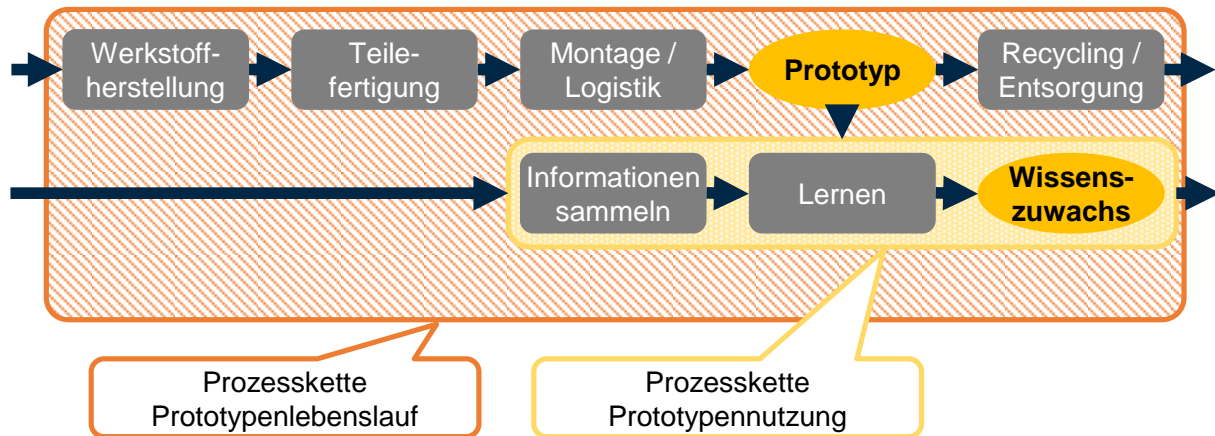 Werkstoff-
herstellung
Teile-
fertigung
Montage /
Logistik
Prototyp
Recycling /
Entsorgung
Informationen
sammeln
Lernen
Wissens-
zuwachs
Prozesskette
Prototypenlebenslauf
Prozesskette
Prototypennutzung